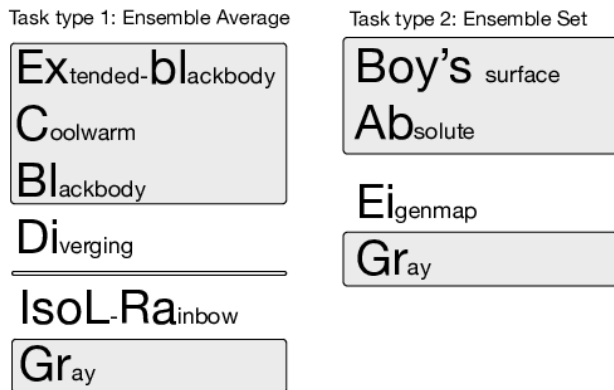 Task type 1: Ensemble Average
Extended-blackbody
Coolwarm
Blackbody
Diverging
IsoL-Rainbow
Gray
Task type 2: Ensemble Set
Boy's surface
Absolute
Eigenmap
Gray